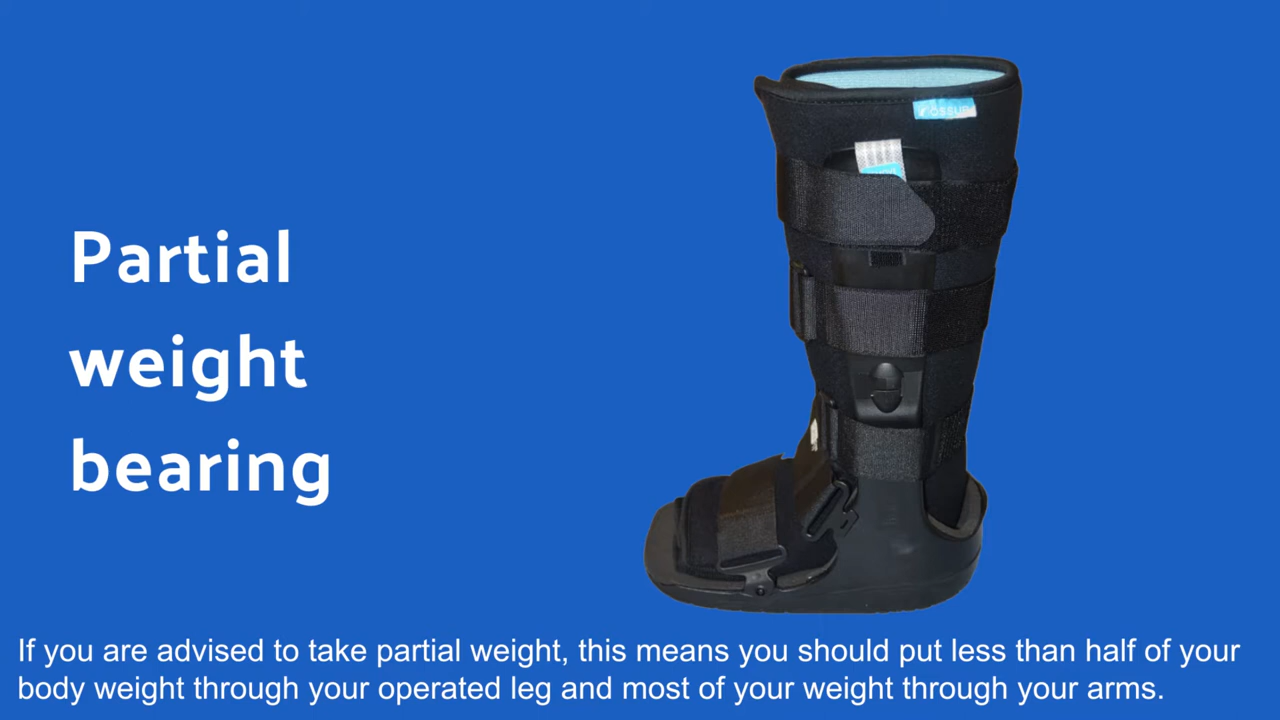 Partial
weight
bearing
ÖSSUR
If you are advised to take partial weight, this means you should put less than half of your
body weight through your operated leg and most of your weight through your arms.